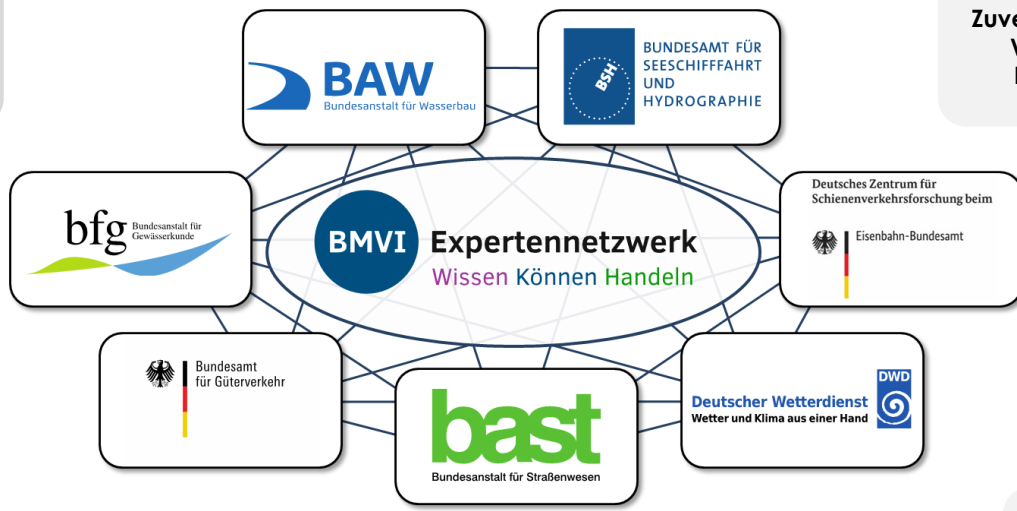 BAW
Bundesanstalt für Wasserbau
BSH
BUNDESAMT FÜR
SEESCHIFFFAHRT
UND
HYDROGRAPHIE
bfg
Bundesanstalt für
Gewässerkunde
BMVI
Expertennetzwerk
Wissen Können Handeln
Deutsches Zentrum für
Schienenverkehrsforschung beim
Eisenbahn-Bundesamt
Bundesamt
für Güterverkehr
bast
Bundesanstalt für Straßenwesen
DWD
Deutscher Wetterdienst
Wetter und Klima aus einer Hand